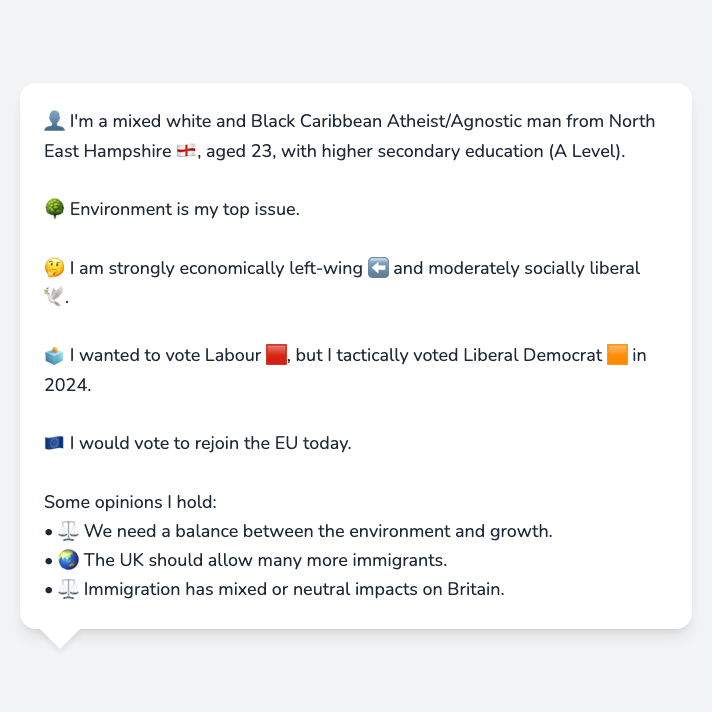 👤 I'm a mixed white and Black Caribbean Atheist/Agnostic man from North
East Hampshire 🏴󠁧󠁢󠁥󠁮󠁧󠁿, aged 23, with higher secondary education (A Level).
🌳 Environment is my top issue.
🤔 I am strongly economically left-wing ⬅️ and moderately socially liberal
🕊️.
🗳️ I wanted to vote Labour 🟥, but I tactically voted Liberal Democrat 🟧 in
2024.
🇪🇺 I would vote to rejoin the EU today.
Some opinions I hold:
• ⚖️ We need a balance between the environment and growth.
• 🌏 The UK should allow many more immigrants.
• ⚖️ Immigration has mixed or neutral impacts on Britain.